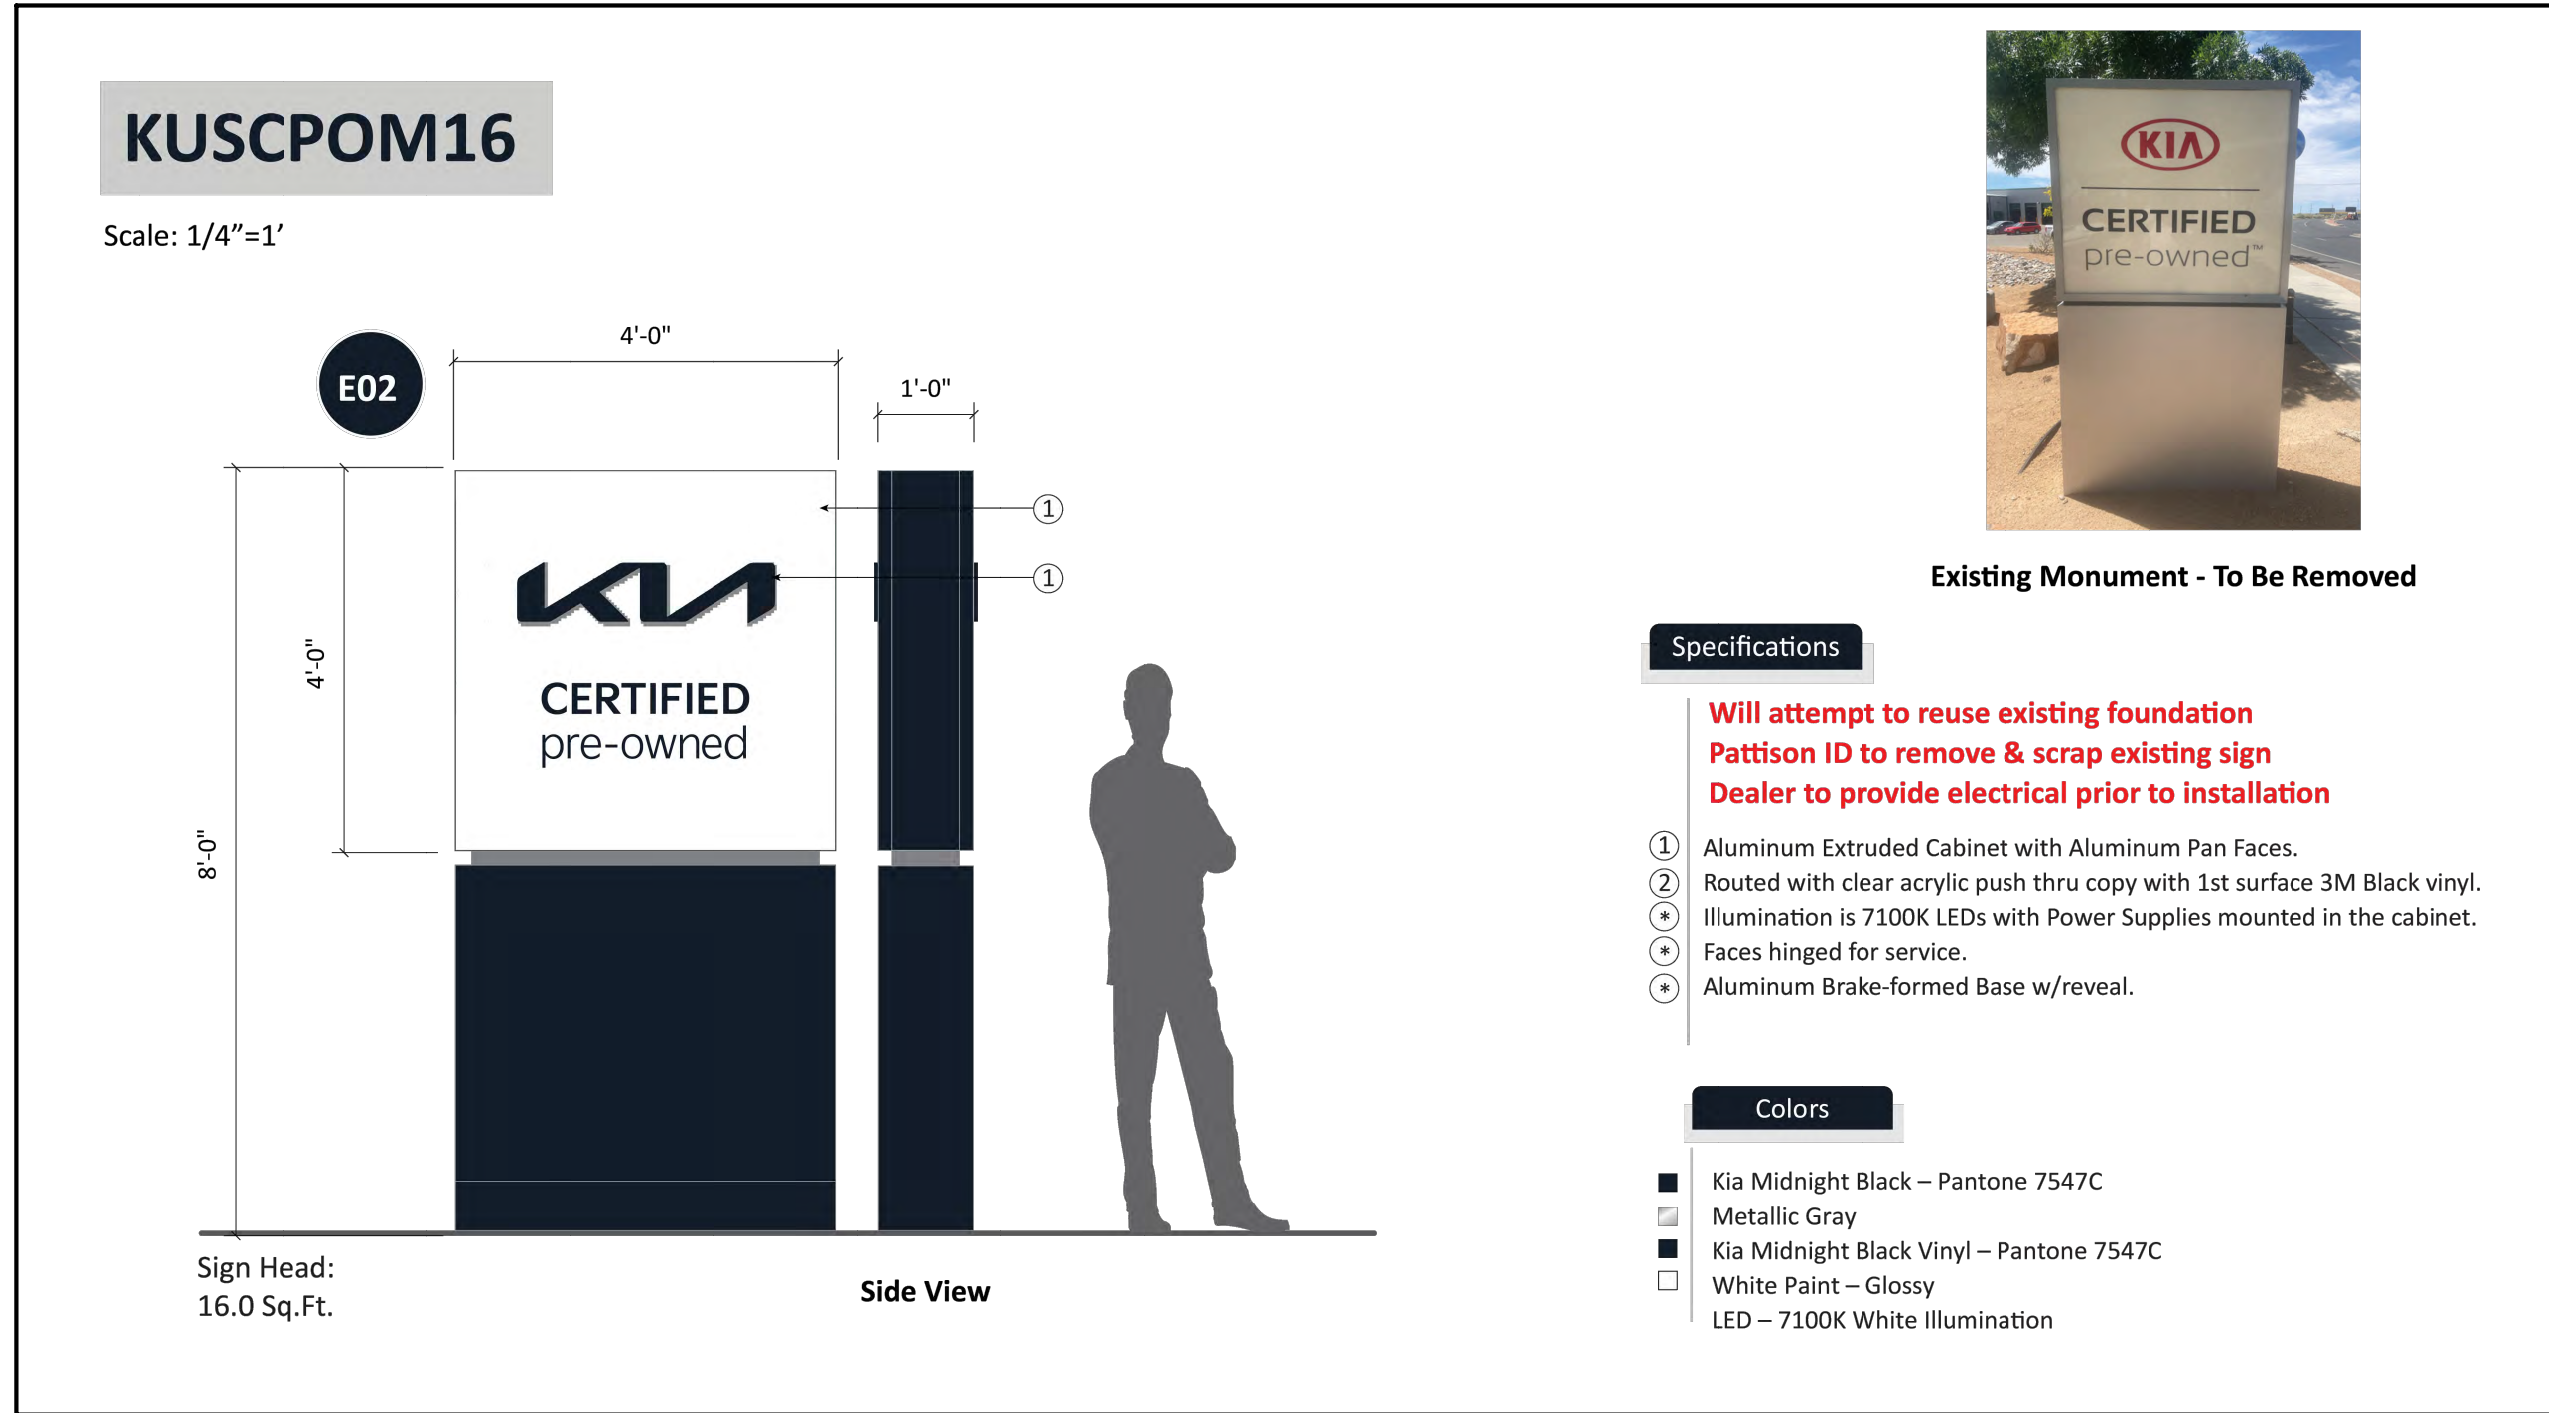 KUSCPOM16
Scale: 1/4”=1’
E02
4'-0"
1'-0"
4'-0"
8'-0"
KIA
CERTIFIED
pre-owned
1
1
Sign Head:
16.0 Sq.Ft.
Side View
KIA
CERTIFIED
pre-owned™
Existing Monument - To Be Removed
Specifications
Will attempt to reuse existing foundation
Pattison ID to remove & scrap existing sign
Dealer to provide electrical prior to installation
1 Aluminum Extruded Cabinet with Aluminum Pan Faces.
2 Routed with clear acrylic push thru copy with 1st surface 3M Black vinyl.
* Illumination is 7100K LEDs with Power Supplies mounted in the cabinet.
* Faces hinged for service.
* Aluminum Brake-formed Base w/reveal.
Colors
Kia Midnight Black – Pantone 7547C
Metallic Gray
Kia Midnight Black Vinyl – Pantone 7547C
White Paint – Glossy
LED – 7100K White Illumination